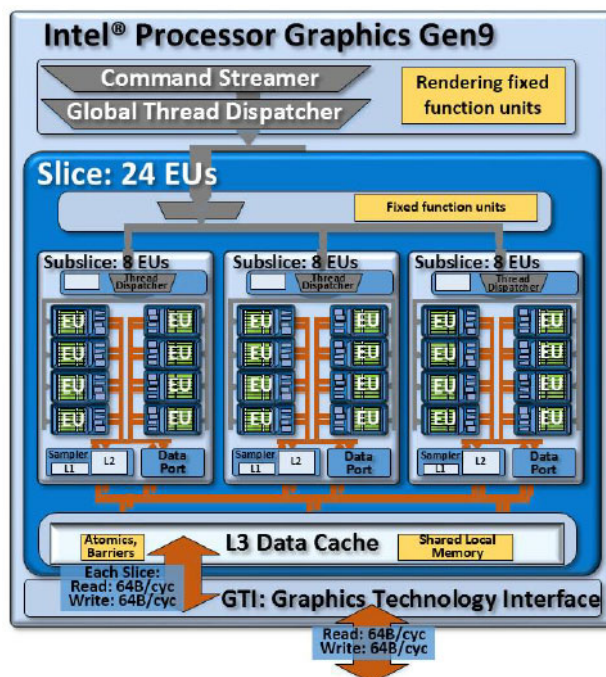 Intel® Processor Graphics Gen9
Command Streamer
Global Thread Dispatcher
Rendering fixed
function units
Slice: 24 EUs
Fixed function units
Subslice: 8 EUs
Thread
Dispatcher
EU
EU
EU
EU
EU
EU
EU
EU
Sampler
L1
L2
Data
Port
Subslice: 8 EUs
Thread
Dispatcher
EU
EU
EU
EU
EU
EU
EU
EU
Sampler
L1
L2
Data
Port
Subslice: 8 EUs
Thread
Dispatcher
EU
EU
EU
EU
EU
EU
EU
EU
Sampler
L1
L2
Data
Port
Atomics,
Barriers
L3 Data Cache
Shared Local
Memory
Each Slice:
Read: 64B/cyc
Write: 64B/cyc
GTI: Graphics Technology Interface
Read: 64B/cyc
Write: 64B/cyc